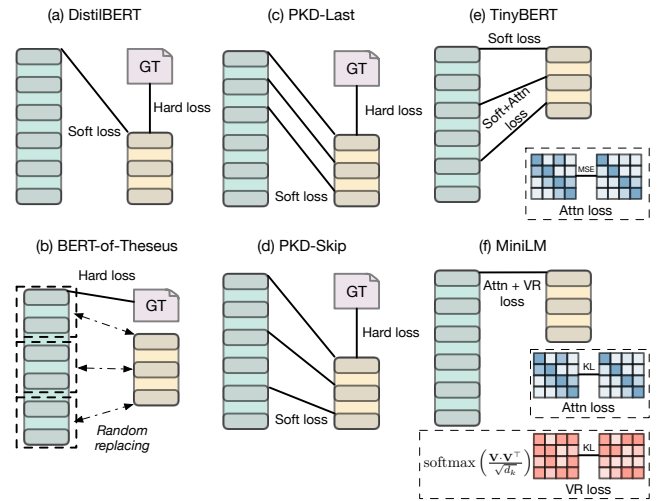 (a) DistilBERT
GT
Hard loss
Soft loss
(b) BERT-of-Theseus
Hard loss
GT
Random
replacing
(c) PKD-Last
GT
Hard loss
Soft loss
(d) PKD-Skip
GT
Hard loss
Soft loss
(e) TinyBERT
Soft loss
Soft+Attn
loss
MSE
Attn loss
(f) MiniLM
Attn + VR
loss
KL
Attn loss
softmax ( V·V⊤ / √d_k )
KL
VR loss